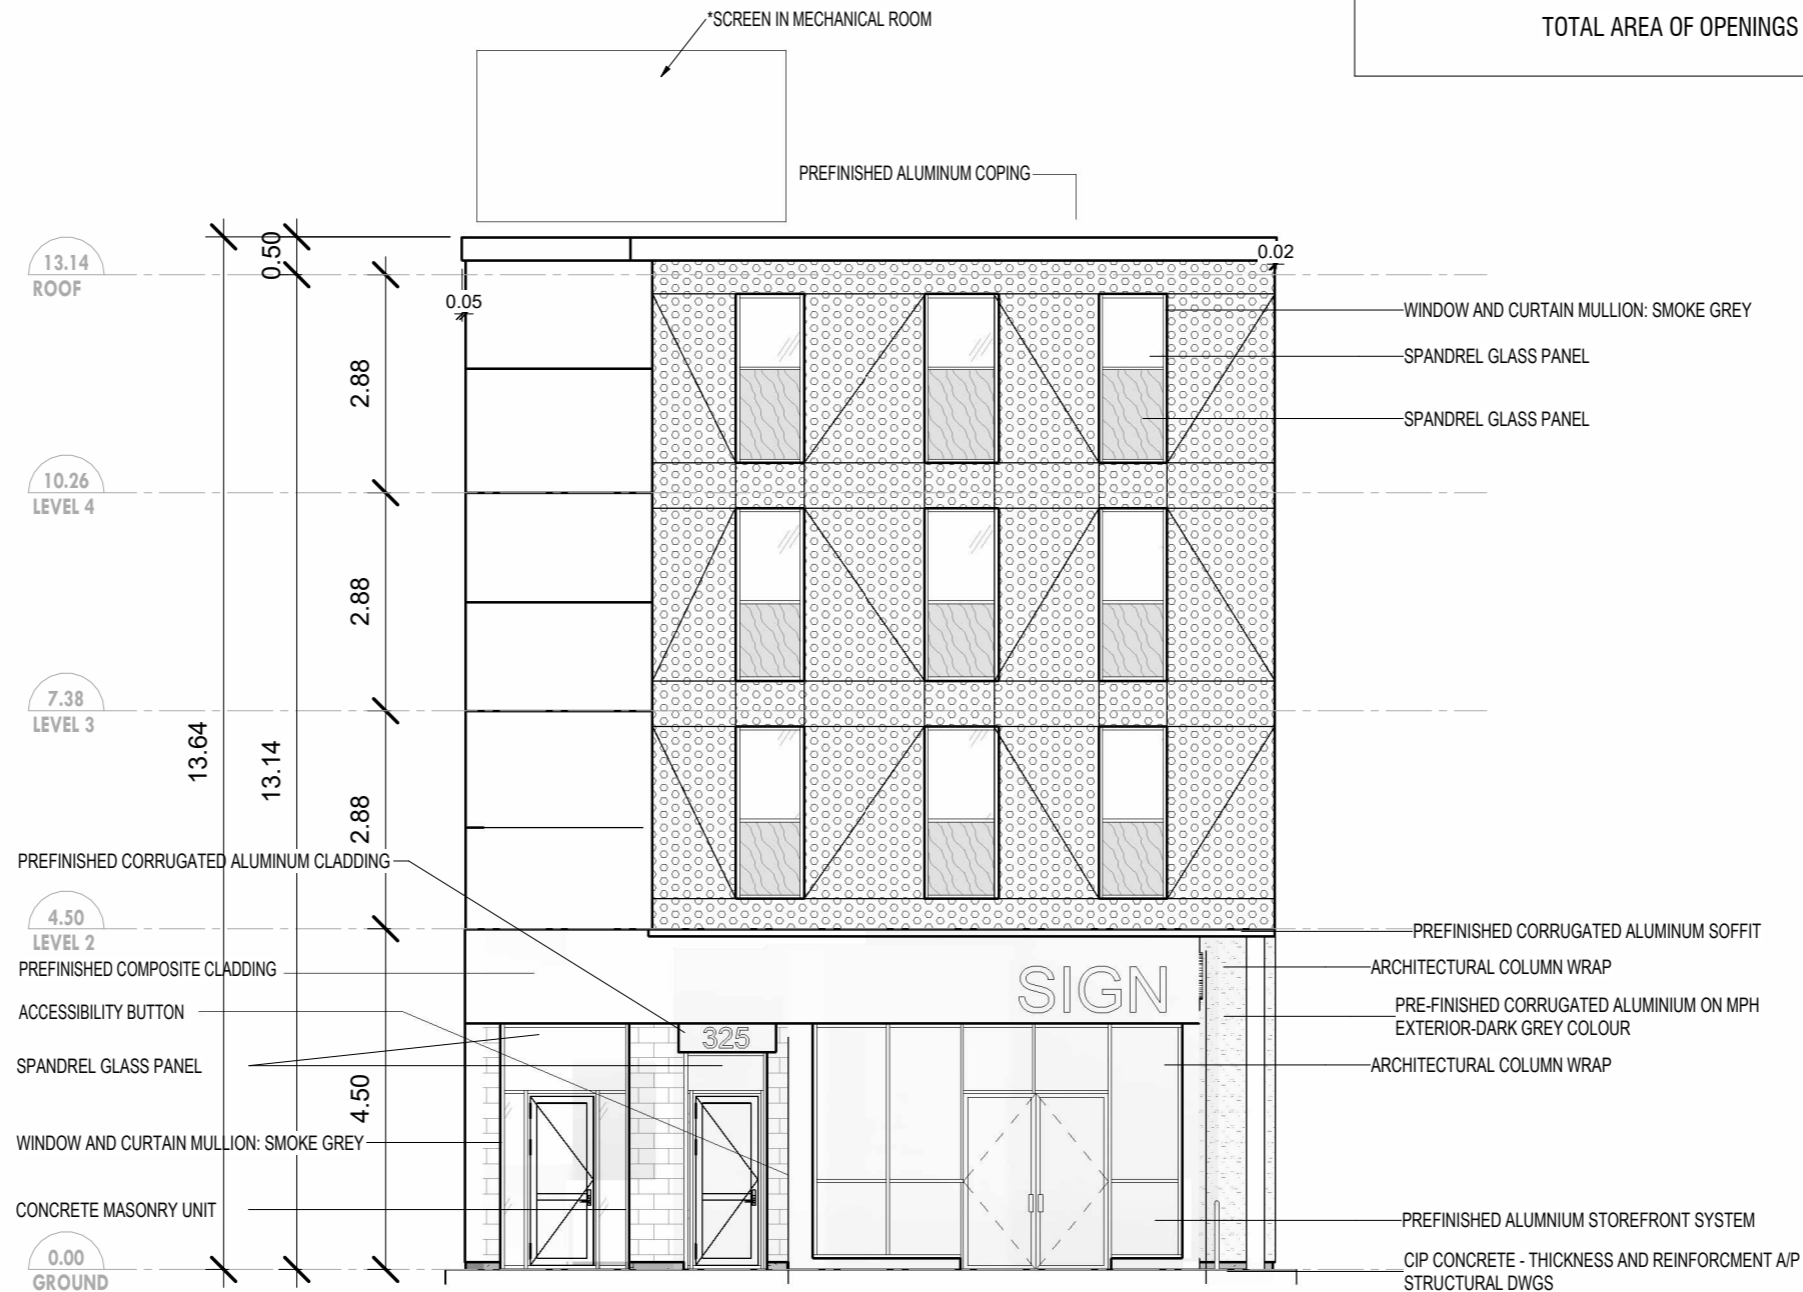 *SCREEN IN MECHANICAL ROOM
TOTAL AREA OF OPENINGS
PREFINISHED ALUMINUM COPING
13.14
ROOF
0.50
0.05
0.02
WINDOW AND CURTAIN MULLION: SMOKE GREY
SPANDREL GLASS PANEL
2.88
SPANDREL GLASS PANEL
10.26
LEVEL 4
2.88
7.38
LEVEL 3
13.64
13.14
2.88
PREFINISHED CORRUGATED ALUMINUM CLADDING
4.50
LEVEL 2
PREFINISHED CORRUGATED ALUMINUM SOFFIT
PREFINISHED COMPOSITE CLADDING
ARCHITECTURAL COLUMN WRAP
SIGN
ACCESSIBILITY BUTTON
PRE-FINISHED CORRUGATED ALUMINIUM ON MPH
EXTERIOR-DARK GREY COLOUR
325
SPANDREL GLASS PANEL
ARCHITECTURAL COLUMN WRAP
4.50
WINDOW AND CURTAIN MULLION: SMOKE GREY
CONCRETE MASONRY UNIT
PREFINISHED ALUMNIUM STOREFRONT SYSTEM
0.00
GROUND
CIP CONCRETE - THICKNESS AND REINFORCMENT A/P
STRUCTURAL DWGS